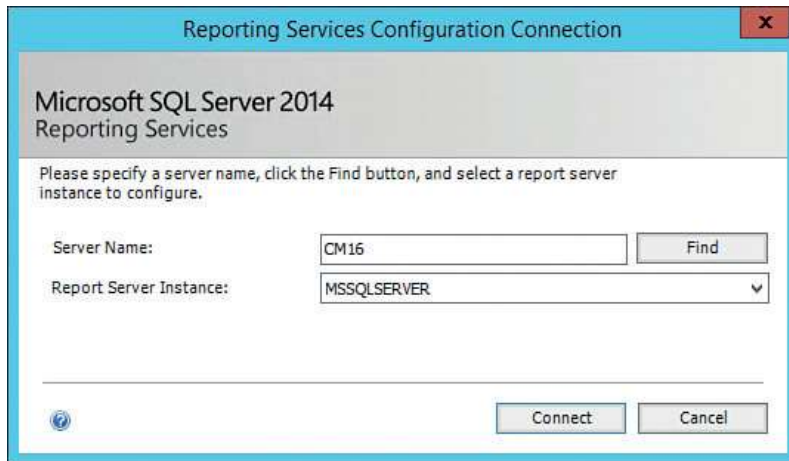 Reporting Services Configuration Connection
x
Microsoft SQL Server 2014
Reporting Services
Please specify a server name, click the Find button, and select a report server
instance to configure.
Server Name: CM16 Find
Report Server Instance: MSSQLSERVER
? Connect Cancel